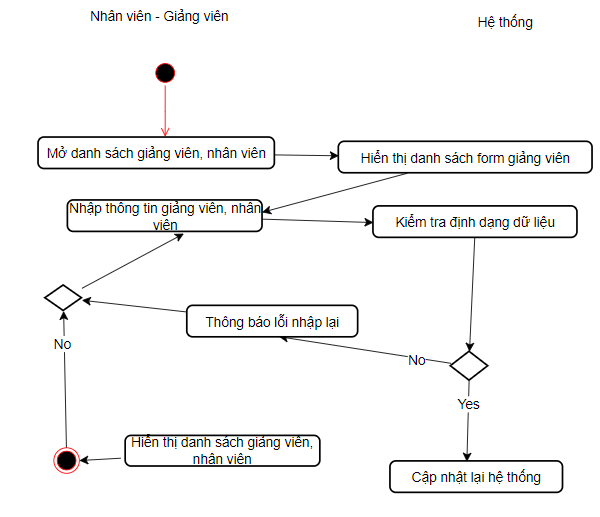 Nhân viên - Giảng viên
Hệ thống
Mở danh sách giảng viên, nhân viên
Hiển thị danh sách form giảng viên
Nhập thông tin giảng viên, nhân
viên
Kiểm tra định dạng dữ liệu
Thông báo lỗi nhập lại
No
No
Yes
Hiển thị danh sách giảng viên,
nhân viên
Cập nhật lại hệ thống